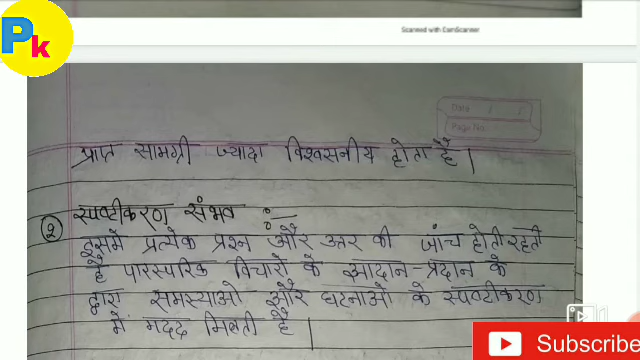 Pk
Scanned with CamScanner
Date / /
Page No.
प्राप्त सामग्री ज्यादा विश्वसनीय होता है।
② स्पष्टीकरण संभव :—
इसमें प्रत्येक प्रश्न और उत्तर की जांच होती रहती
है पारस्परिक विचारो के आदान-प्रदान के
द्वारा समस्याओ और घटनाओ के स्पष्टीकरण
में मदद मिलती है।
Subscribe